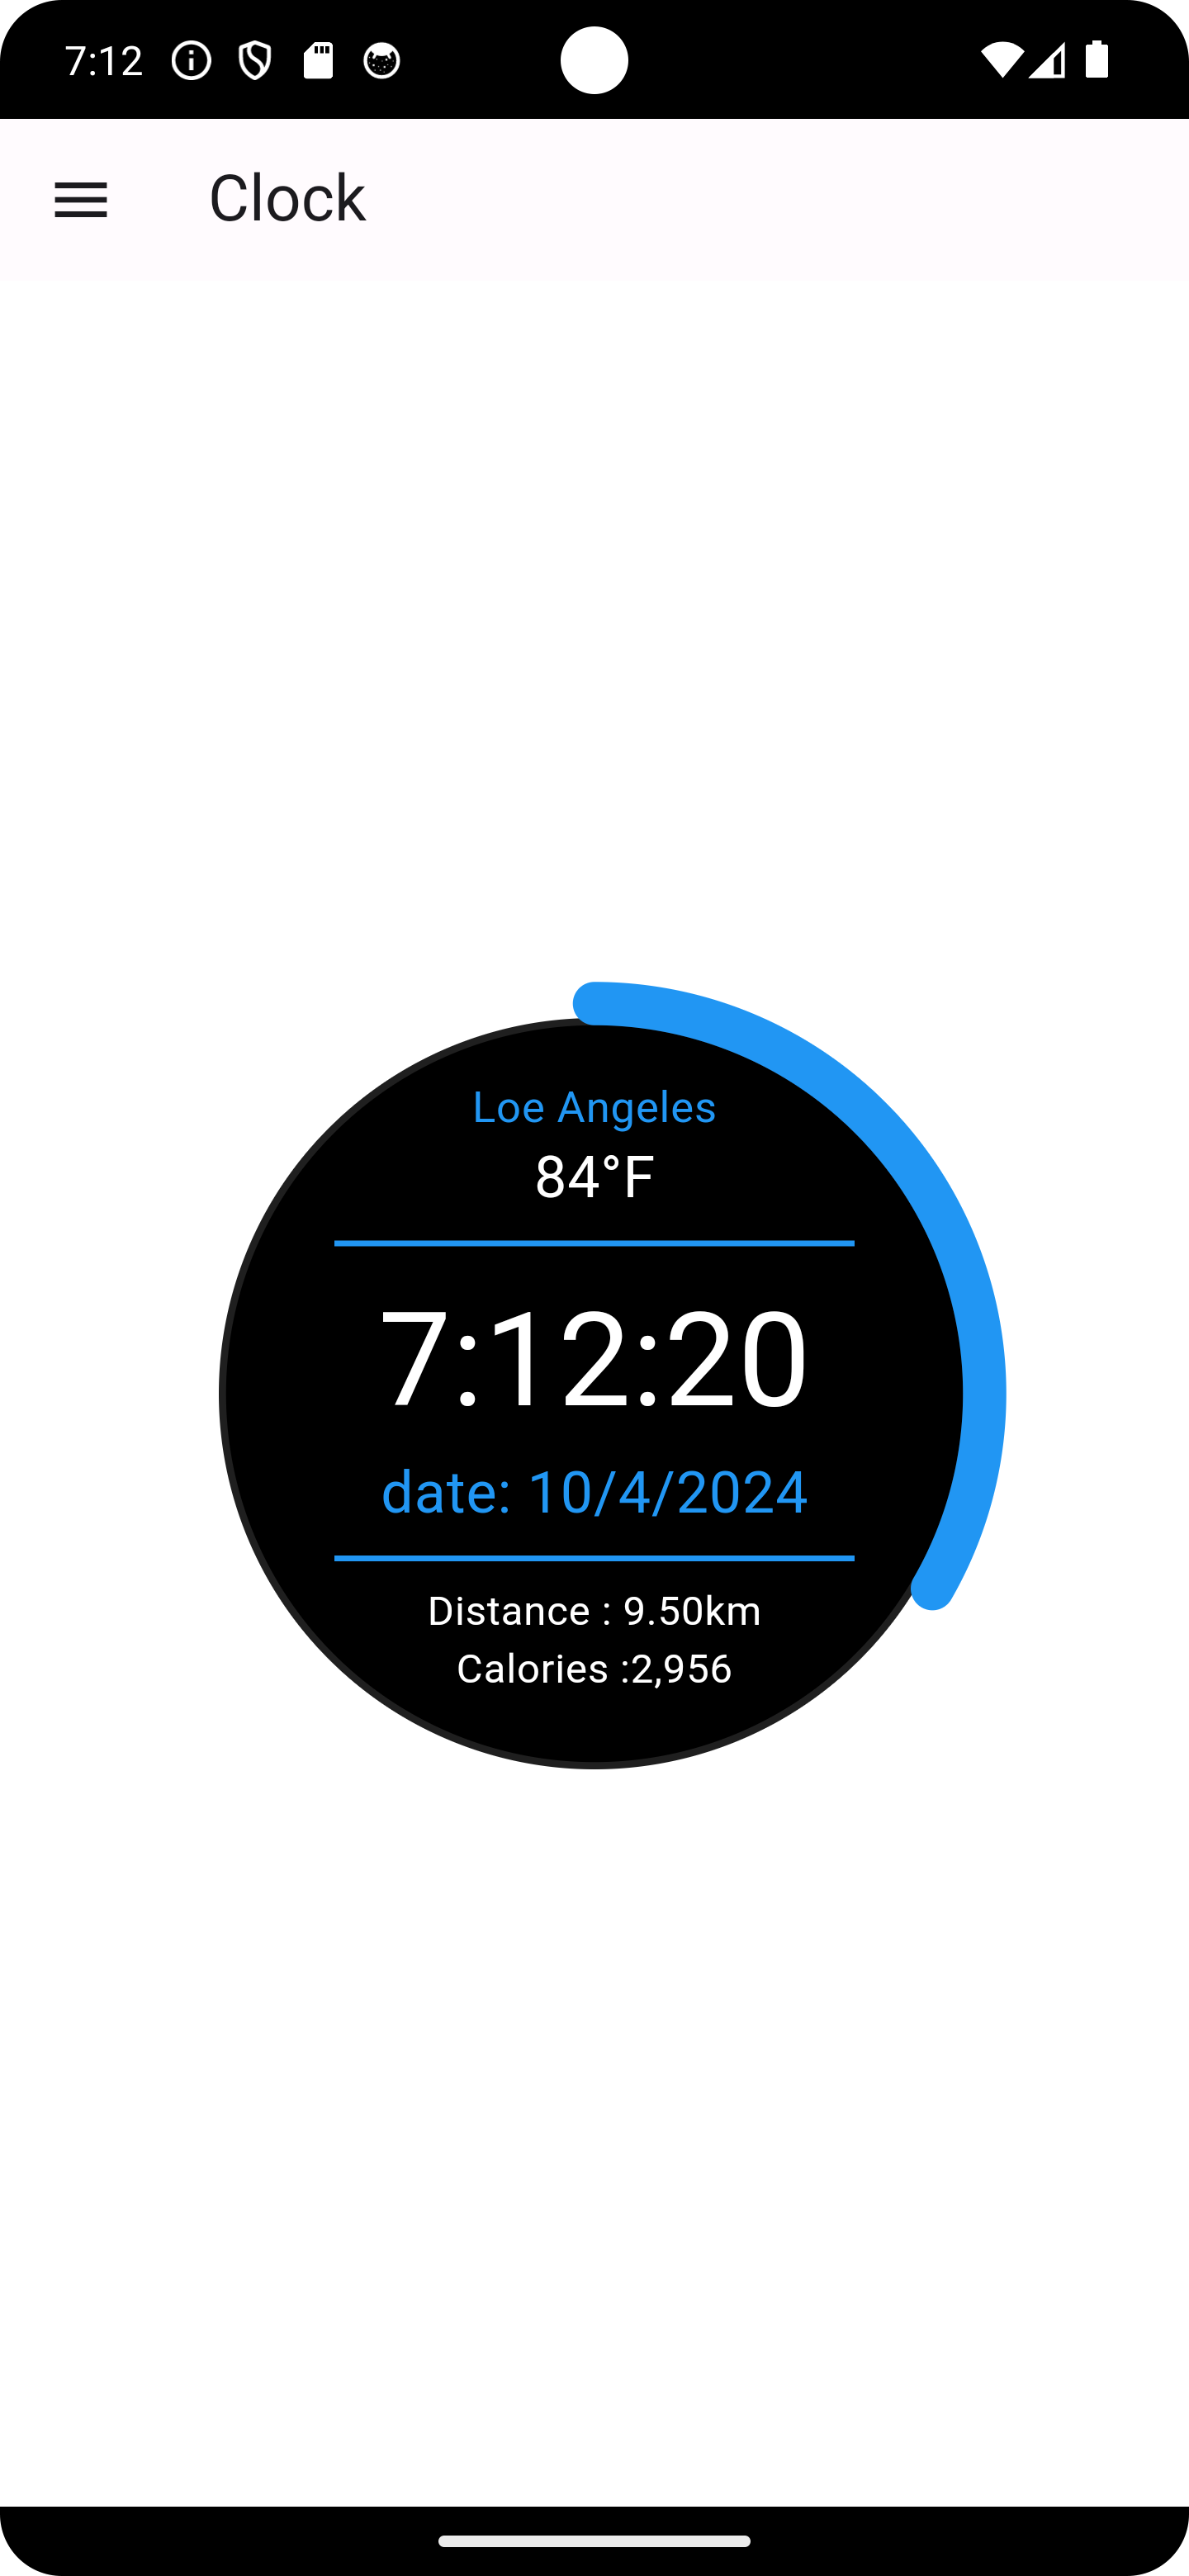 7:12
Clock
Loe Angeles
84°F
7:12:20
date: 10/4/2024
Distance : 9.50km
Calories :2,956